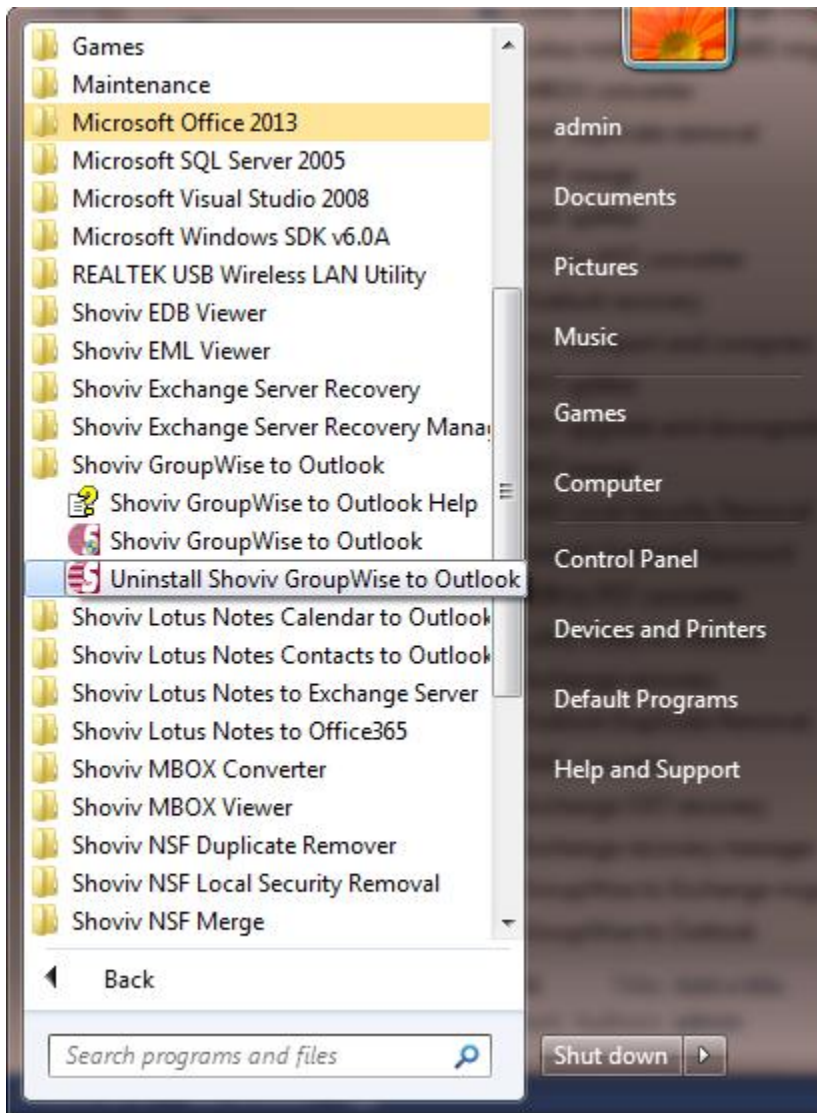 Games
Maintenance
Microsoft Office 2013
Microsoft SQL Server 2005
Microsoft Visual Studio 2008
Microsoft Windows SDK v6.0A
REALTEK USB Wireless LAN Utility
Shoviv EDB Viewer
Shoviv EML Viewer
Shoviv Exchange Server Recovery
Shoviv Exchange Server Recovery Mana
Shoviv GroupWise to Outlook
Shoviv GroupWise to Outlook Help
Shoviv GroupWise to Outlook
Uninstall Shoviv GroupWise to Outlook
Shoviv Lotus Notes Calendar to Outlook
Shoviv Lotus Notes Contacts to Outlook
Shoviv Lotus Notes to Exchange Server
Shoviv Lotus Notes to Office365
Shoviv MBOX Converter
Shoviv MBOX Viewer
Shoviv NSF Duplicate Remover
Shoviv NSF Local Security Removal
Shoviv NSF Merge
Back
Search programs and files
admin
Documents
Pictures
Music
Games
Computer
Control Panel
Devices and Printers
Default Programs
Help and Support
Shut down